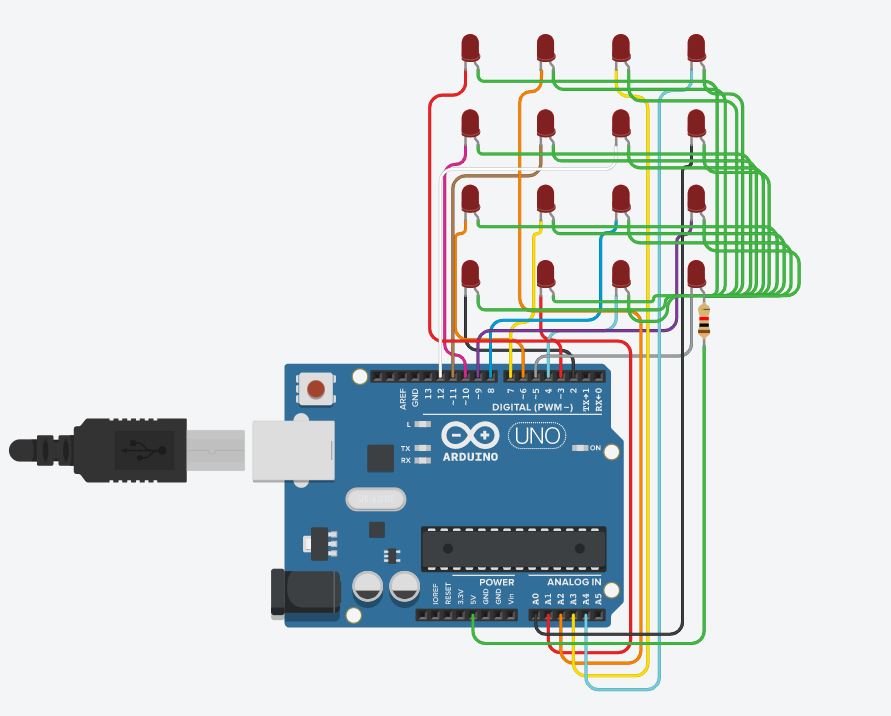 AREF
GND
13
12
~11
~10
~9
8
7
~6
~5
4
~3
2
TX→1
RX←0
DIGITAL (PWM~)
L
TX
RX
ARDUINO
UNO
ON
POWER
ANALOG IN
IOREF
RESET
3.3V
5V
GND
GND
Vin
A0
A1
A2
A3
A4
A5